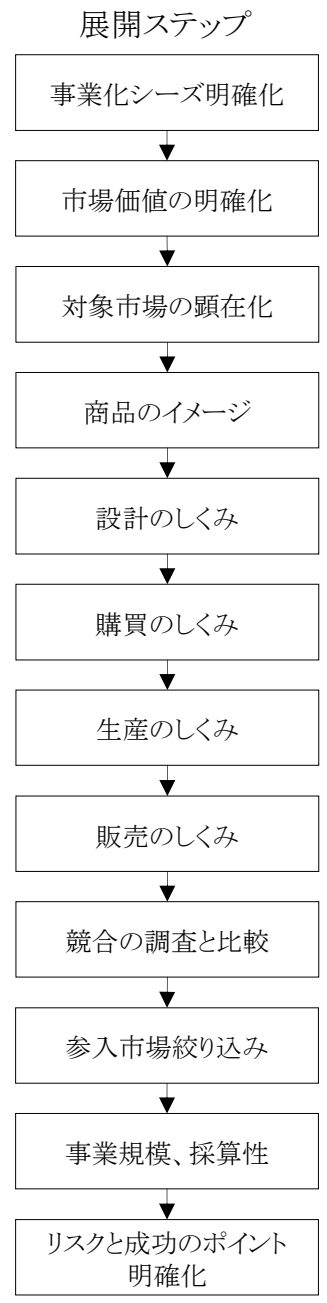 展開ステップ
事業化シーズ明確化
市場価値の明確化
対象市場の顕在化
商品のイメージ
設計のしくみ
購買のしくみ
生産のしくみ
販売のしくみ
競合の調査と比較
参入市場絞り込み
事業規模、採算性
リスクと成功のポイント
明確化